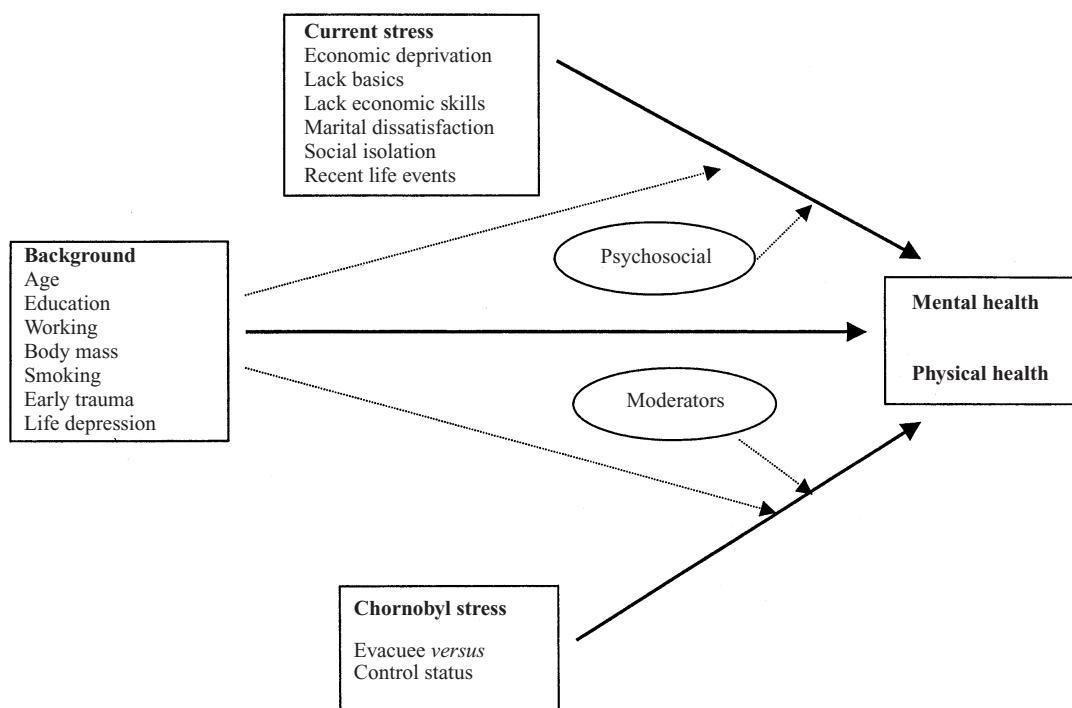 Current stress
Economic deprivation
Lack basics
Lack economic skills
Marital dissatisfaction
Social isolation
Recent life events
Psychosocial
Background
Age
Education
Working
Body mass
Smoking
Early trauma
Life depression
Mental health
Physical health
Moderators
Chornobyl stress
Evacuee versus
Control status